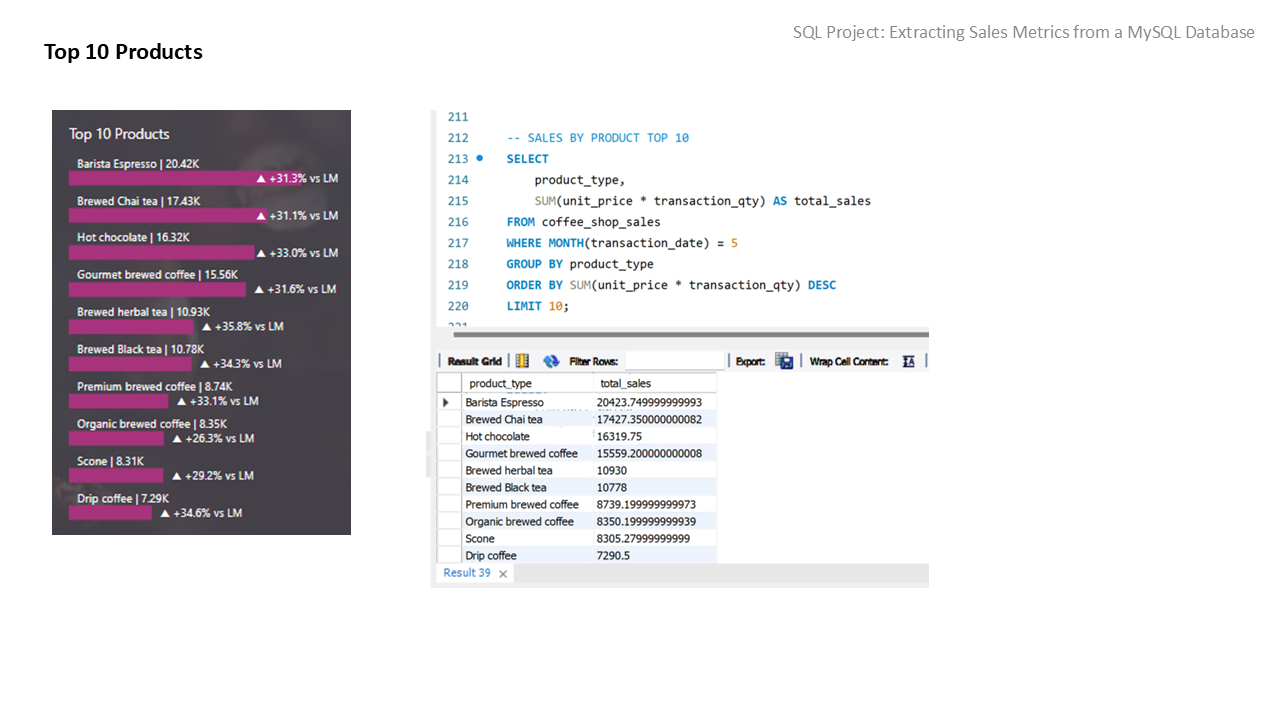 SQL Project: Extracting Sales Metrics from a MySQL Database
Top 10 Products
Top 10 Products
Barista Espresso | 20.42K
▲ +31.3% vs LM
Brewed Chai tea | 17.43K
▲ +31.1% vs LM
Hot chocolate | 16.32K
▲ +33.0% vs LM
Gourmet brewed coffee | 15.56K
▲ +31.6% vs LM
Brewed herbal tea | 10.93K
▲ +35.8% vs LM
Brewed Black tea | 10.78K
▲ +34.3% vs LM
Premium brewed coffee | 8.74K
▲ +33.1% vs LM
Organic brewed coffee | 8.35K
▲ +26.3% vs LM
Scone | 8.31K
▲ +29.2% vs LM
Drip coffee | 7.29K
▲ +34.6% vs LM
211
212 -- SALES BY PRODUCT TOP 10
213 SELECT
214 product_type,
215 SUM(unit_price * transaction_qty) AS total_sales
216 FROM coffee_shop_sales
217 WHERE MONTH(transaction_date) = 5
218 GROUP BY product_type
219 ORDER BY SUM(unit_price * transaction_qty) DESC
220 LIMIT 10;
221
Result Grid Filter Rows: Export: Wrap Cell Content:
product_type total_sales
Barista Espresso 20423.749999999993
Brewed Chai tea 17427.350000000082
Hot chocolate 16319.75
Gourmet brewed coffee 15559.200000000008
Brewed herbal tea 10930
Brewed Black tea 10778
Premium brewed coffee 8739.199999999973
Organic brewed coffee 8350.199999999939
Scone 8305.27999999999
Drip coffee 7290.5
Result 39